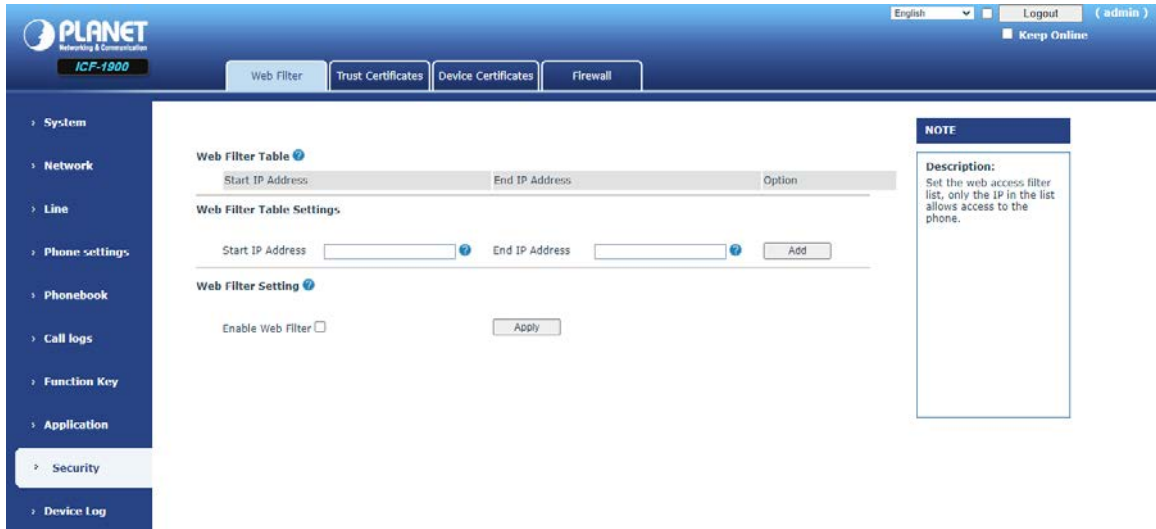 English
Logout
( admin )
Keep Online
PLANET
Networking & Communication
ICF-1900
Web Filter
Trust Certificates
Device Certificates
Firewall
› System
› Network
› Line
› Phone settings
› Phonebook
› Call logs
› Function Key
› Application
› Security
› Device Log
Web Filter Table
Start IP Address End IP Address Option
Web Filter Table Settings
Start IP Address End IP Address Add
Web Filter Setting
Enable Web Filter Apply
NOTE
Description:
Set the web access filter
list, only the IP in the list
allows access to the
phone.